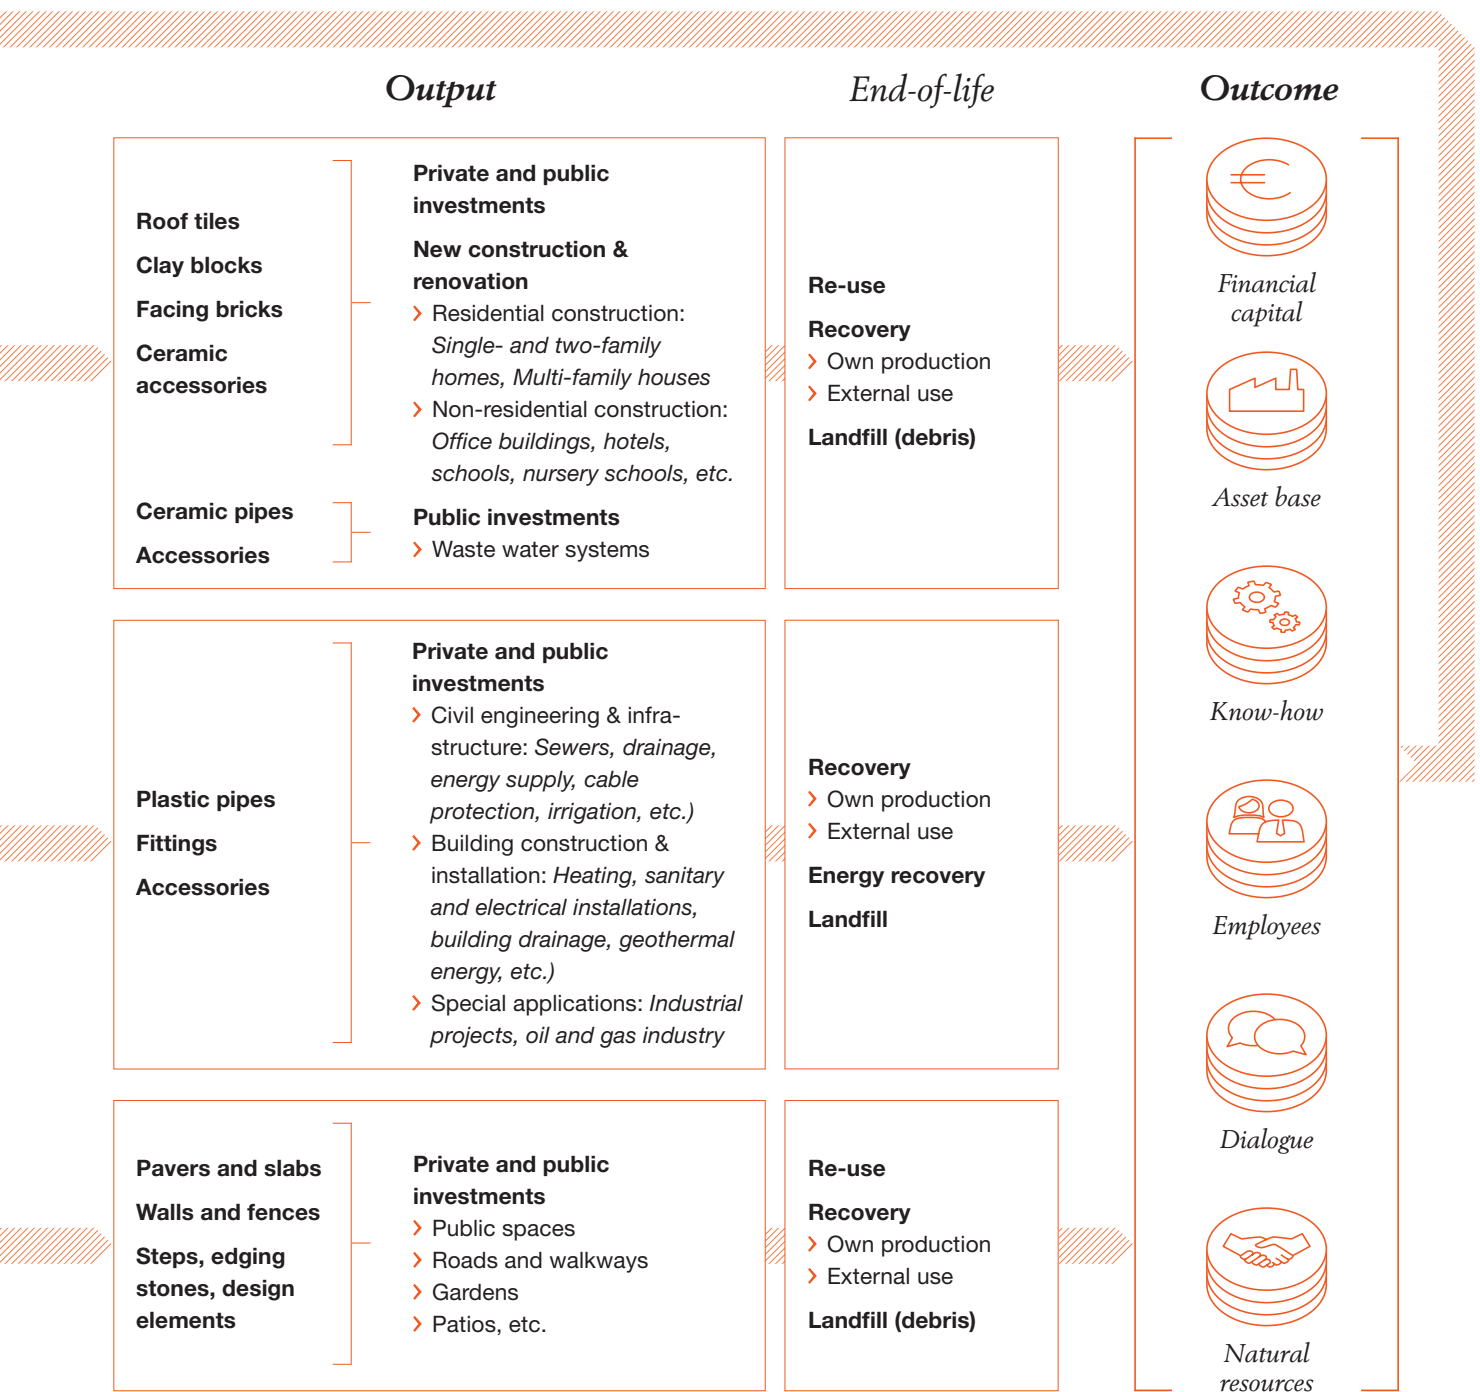 Output
End-of-life
Outcome
Roof tiles
Clay blocks
Facing bricks
Ceramic
accessories
Private and public
investments
New construction &
renovation
Residential construction:
Single- and two-family
homes, Multi-family houses
Non-residential construction:
Office buildings, hotels,
schools, nursery schools, etc.
Ceramic pipes
Accessories
Public investments
Waste water systems
Re-use
Recovery
Own production
External use
Landfill (debris)
Plastic pipes
Fittings
Accessories
Private and public
investments
Civil engineering & infra-
structure: Sewers, drainage,
energy supply, cable
protection, irrigation, etc.)
Building construction &
installation: Heating, sanitary
and electrical installations,
building drainage, geothermal
energy, etc.)
Special applications: Industrial
projects, oil and gas industry
Recovery
Own production
External use
Energy recovery
Landfill
Pavers and slabs
Walls and fences
Steps, edging
stones, design
elements
Private and public
investments
Public spaces
Roads and walkways
Gardens
Patios, etc.
Re-use
Recovery
Own production
External use
Landfill (debris)
Financial
capital
Asset base
Know-how
Employees
Dialogue
Natural
resources